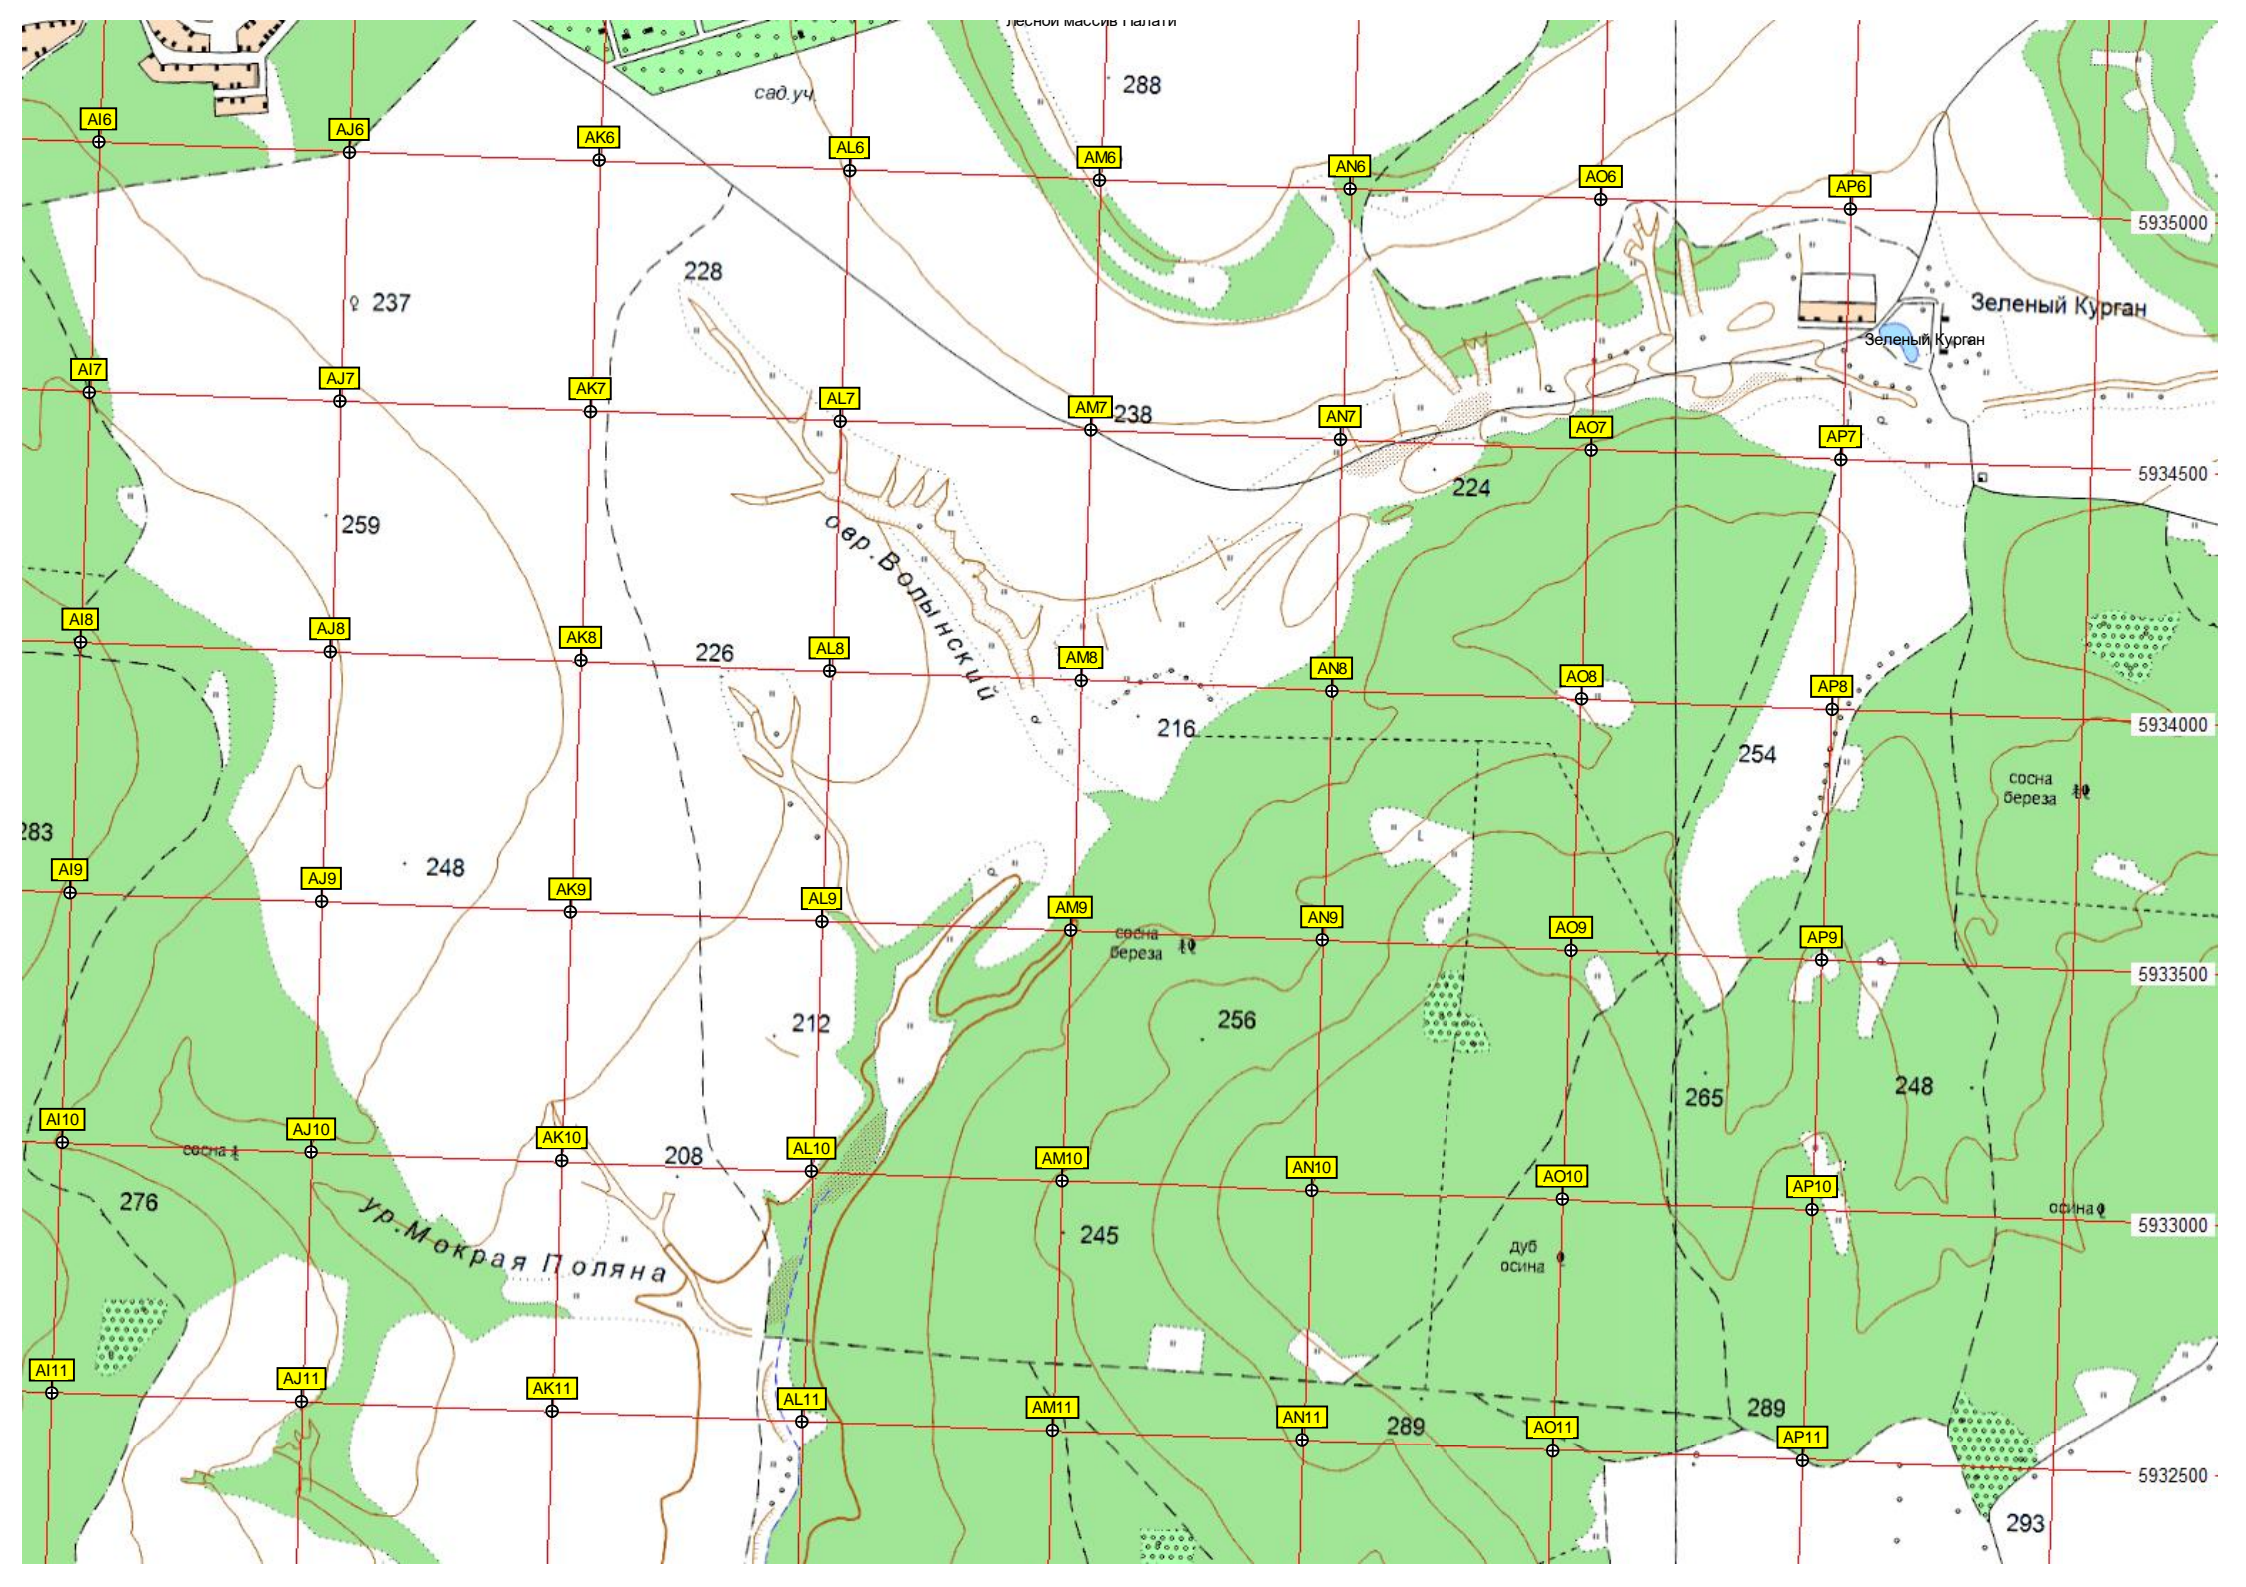 лесной массив Палати
288
сад.уч.
AI6
AJ6
AK6
AL6
AM6
AN6
AO6
AP6
5935000
228
237
Зеленый Курган
Зеленый Курган
AI7
AJ7
AK7
AL7
AM7
238
AN7
AO7
AP7
5934500
224
259
овр.Волынский
AI8
AJ8
AK8
226
AL8
AM8
AN8
AO8
AP8
5934000
216
254
сосна
береза
283
248
AI9
AJ9
AK9
AL9
AM9
AN9
AO9
AP9
сосна
береза
5933500
212
256
265
248
AI10
AJ10
AK10
AL10
AM10
AN10
AO10
AP10
сосна
208
276
осина
5933000
ур.Мокрая Поляна
245
дуб
осина
AI11
AJ11
AK11
AL11
AM11
AN11
289
AO11
289
AP11
5932500
293